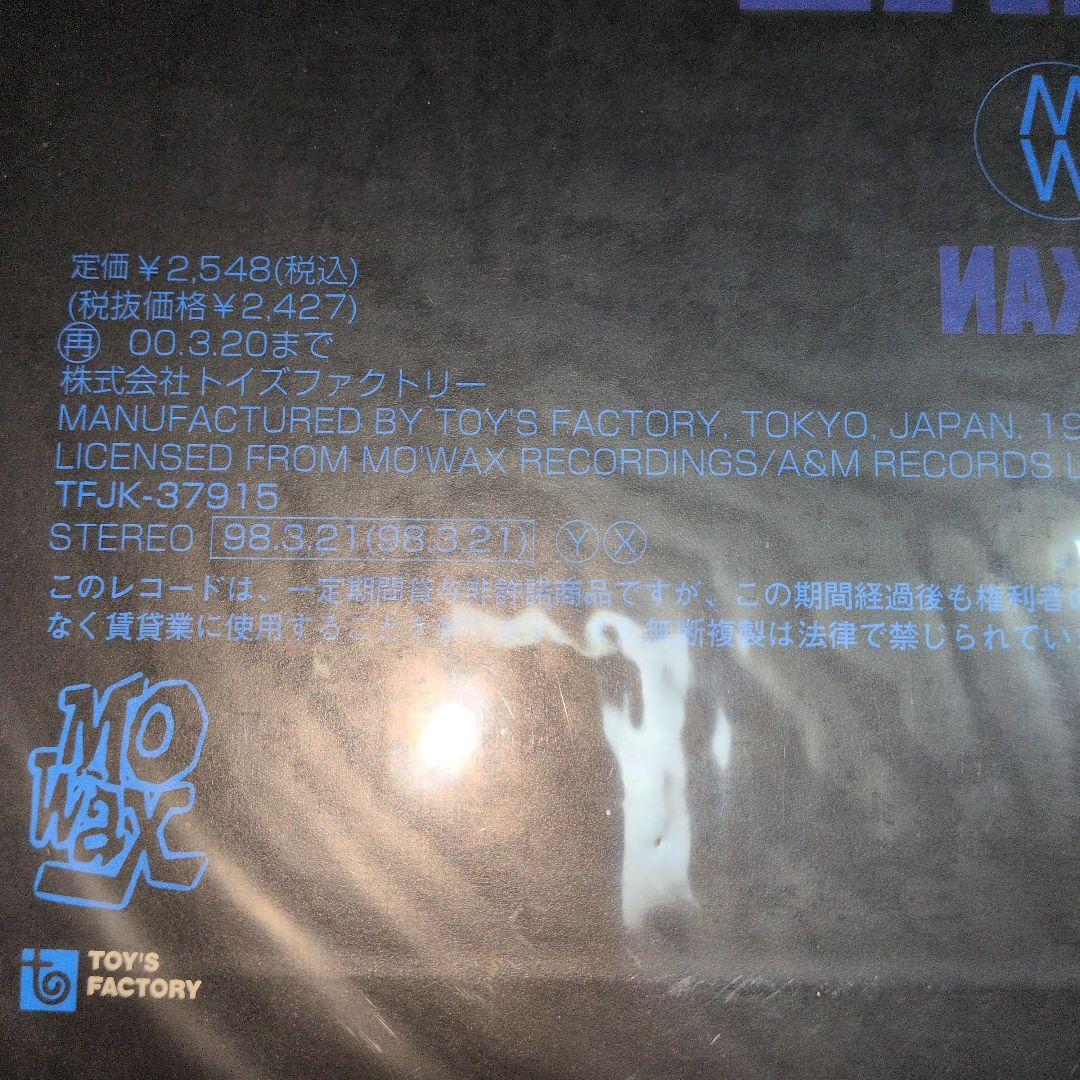 M
W
定価￥2,548(税込)
(税抜価格￥2,427)
再 00.3.20まで
株式会社トイズファクトリー
MANUFACTURED BY TOY'S FACTORY, TOKYO, JAPAN. 19
LICENSED FROM MO'WAX RECORDINGS/A&M RECORDS L
TFJK-37915
STEREO 98.3.21(98.3.21) Ⓨ Ⓧ
このレコードは、一定期間貸与非許諾商品ですが、この期間経過後も権利者の
なく賃貸業に使用することを禁じます 無断複製は法律で禁じられてい
MO
Wax
TOY'S
FACTORY